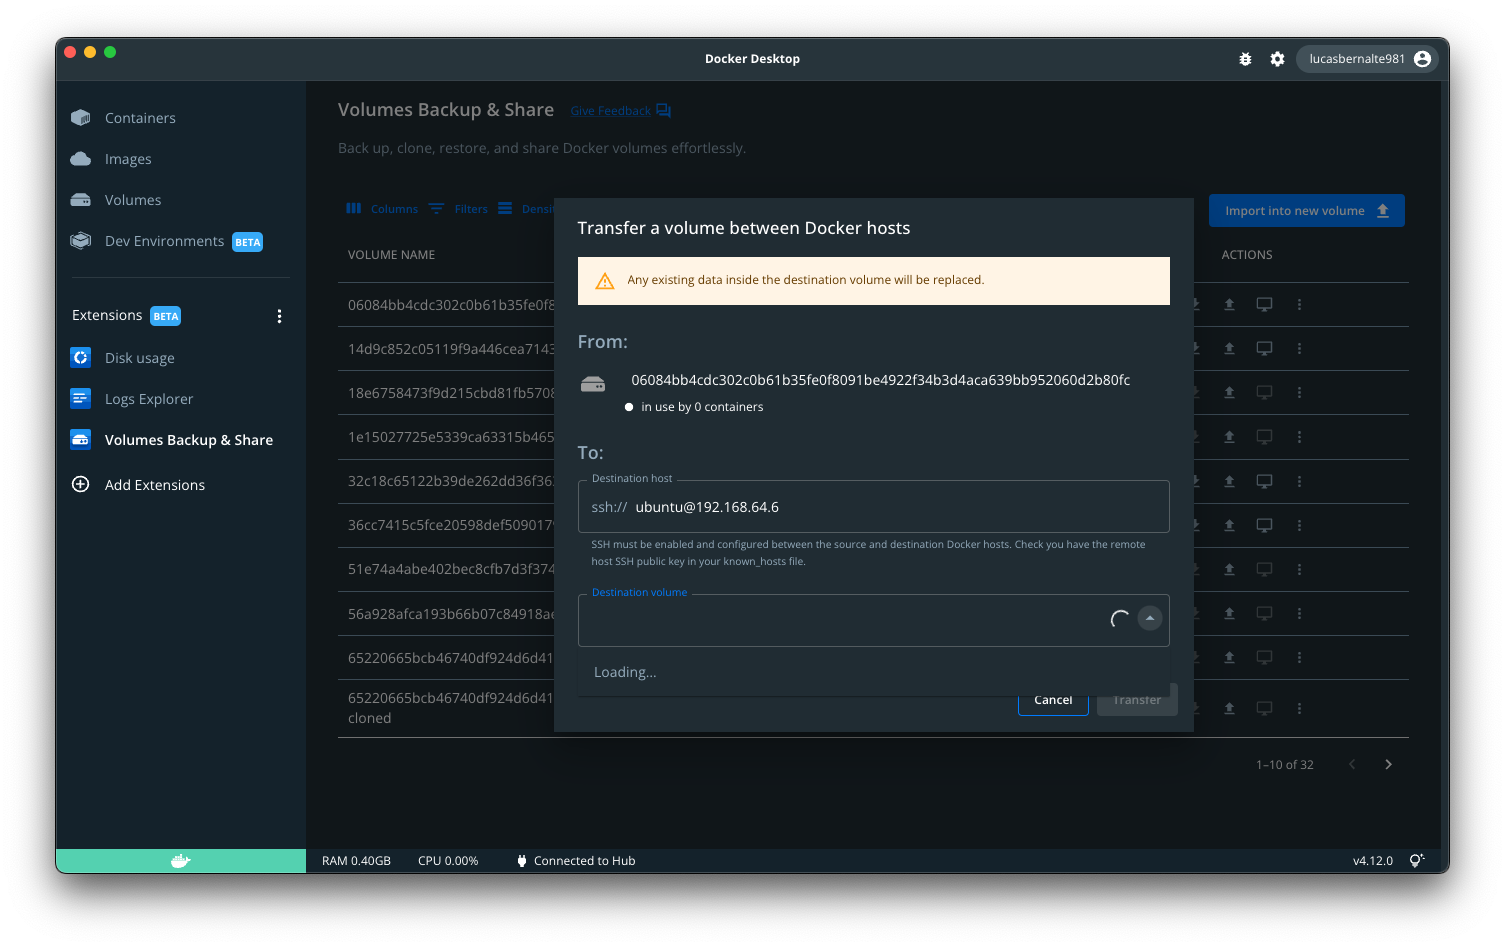 Docker Desktop
lucasbernalte981
Containers
Images
Volumes
Dev Environments BETA
Extensions BETA
Disk usage
Logs Explorer
Volumes Backup & Share
Add Extensions
Volumes Backup & Share Give Feedback
Back up, clone, restore, and share Docker volumes effortlessly.
Columns Filters Densi
Import into new volume
VOLUME NAME ACTIONS
06084bb4cdc302c0b61b35fe0f8
14d9c852c05119f9a446cea7143
18e6758473f9d215cbd81fb5708
1e15027725e5339ca63315b465
32c18c65122b39de262dd36f36
36cc7415c5fce20598def509017
51e74a4abe402bec8cfb7d3f374
56a928afca193b66b07c84918a
65220665bcb46740df924d6d41
65220665bcb46740df924d6d41
cloned
1–10 of 32
Transfer a volume between Docker hosts
Any existing data inside the destination volume will be replaced.
From:
06084bb4cdc302c0b61b35fe0f8091be4922f34b3d4aca639bb952060d2b80fc
in use by 0 containers
To:
Destination host
ssh:// ubuntu@192.168.64.6
SSH must be enabled and configured between the source and destination Docker hosts. Check you have the remote
host SSH public key in your known_hosts file.
Destination volume
Loading...
Cancel Transfer
RAM 0.40GB CPU 0.00% Connected to Hub v4.12.0